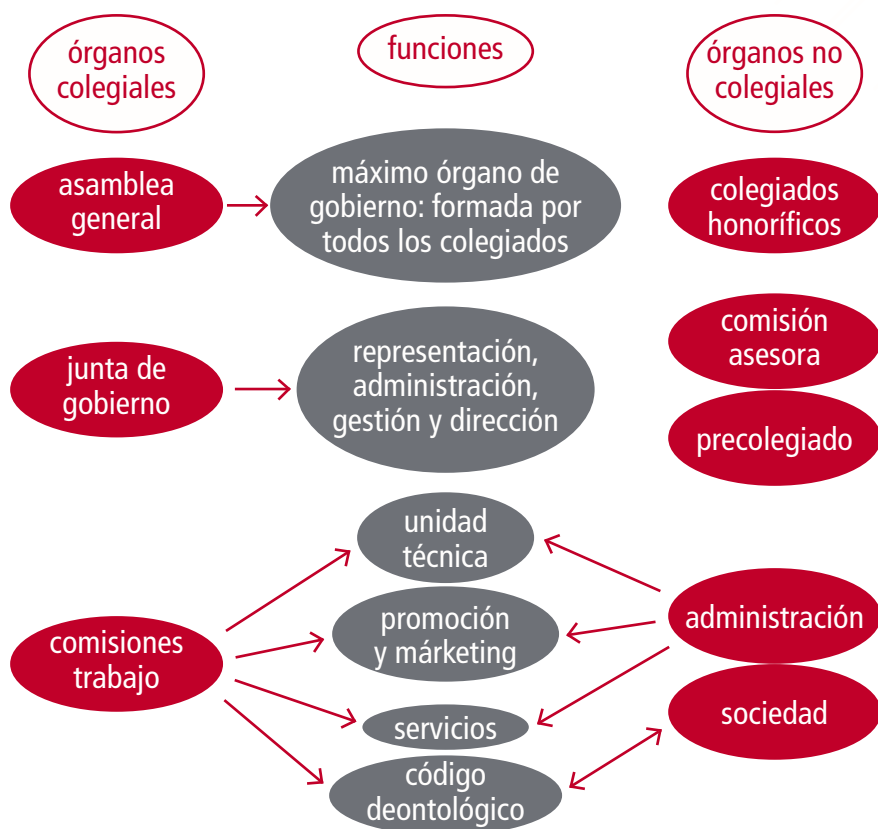 órganos
colegiales
funciones
órganos no
colegiales
asamblea
general
máximo órgano de
gobierno: formada por
todos los colegiados
colegiados
honoríficos
junta de
gobierno
representación,
administración,
gestión y dirección
comisión
asesora
precolegiado
comisiones
trabajo
unidad
técnica
promoción
y márketing
servicios
código
deontológico
administración
sociedad